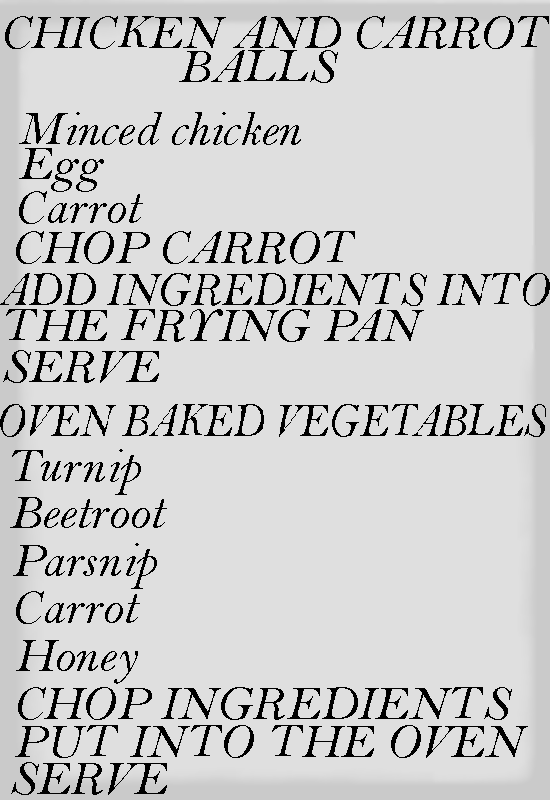 CHICKEN AND CARROT
BALLS
Minced chicken
Egg
Carrot
CHOP CARROT
ADD INGREDIENTS INTO
THE FRYING PAN
SERVE
OVEN BAKED VEGETABLES
Turnip
Beetroot
Parsnip
Carrot
Honey
CHOP INGREDIENTS
PUT INTO THE OVEN
SERVE